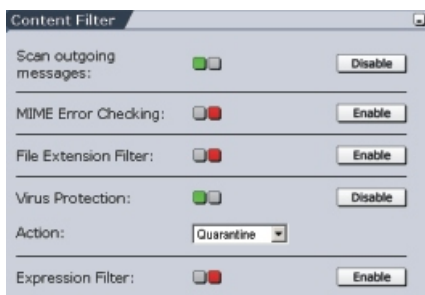 Content Filter
Scan outgoing messages: Disable
MIME Error Checking: Enable
File Extension Filter: Enable
Virus Protection: Disable
Action: Quarantine
Expression Filter: Enable